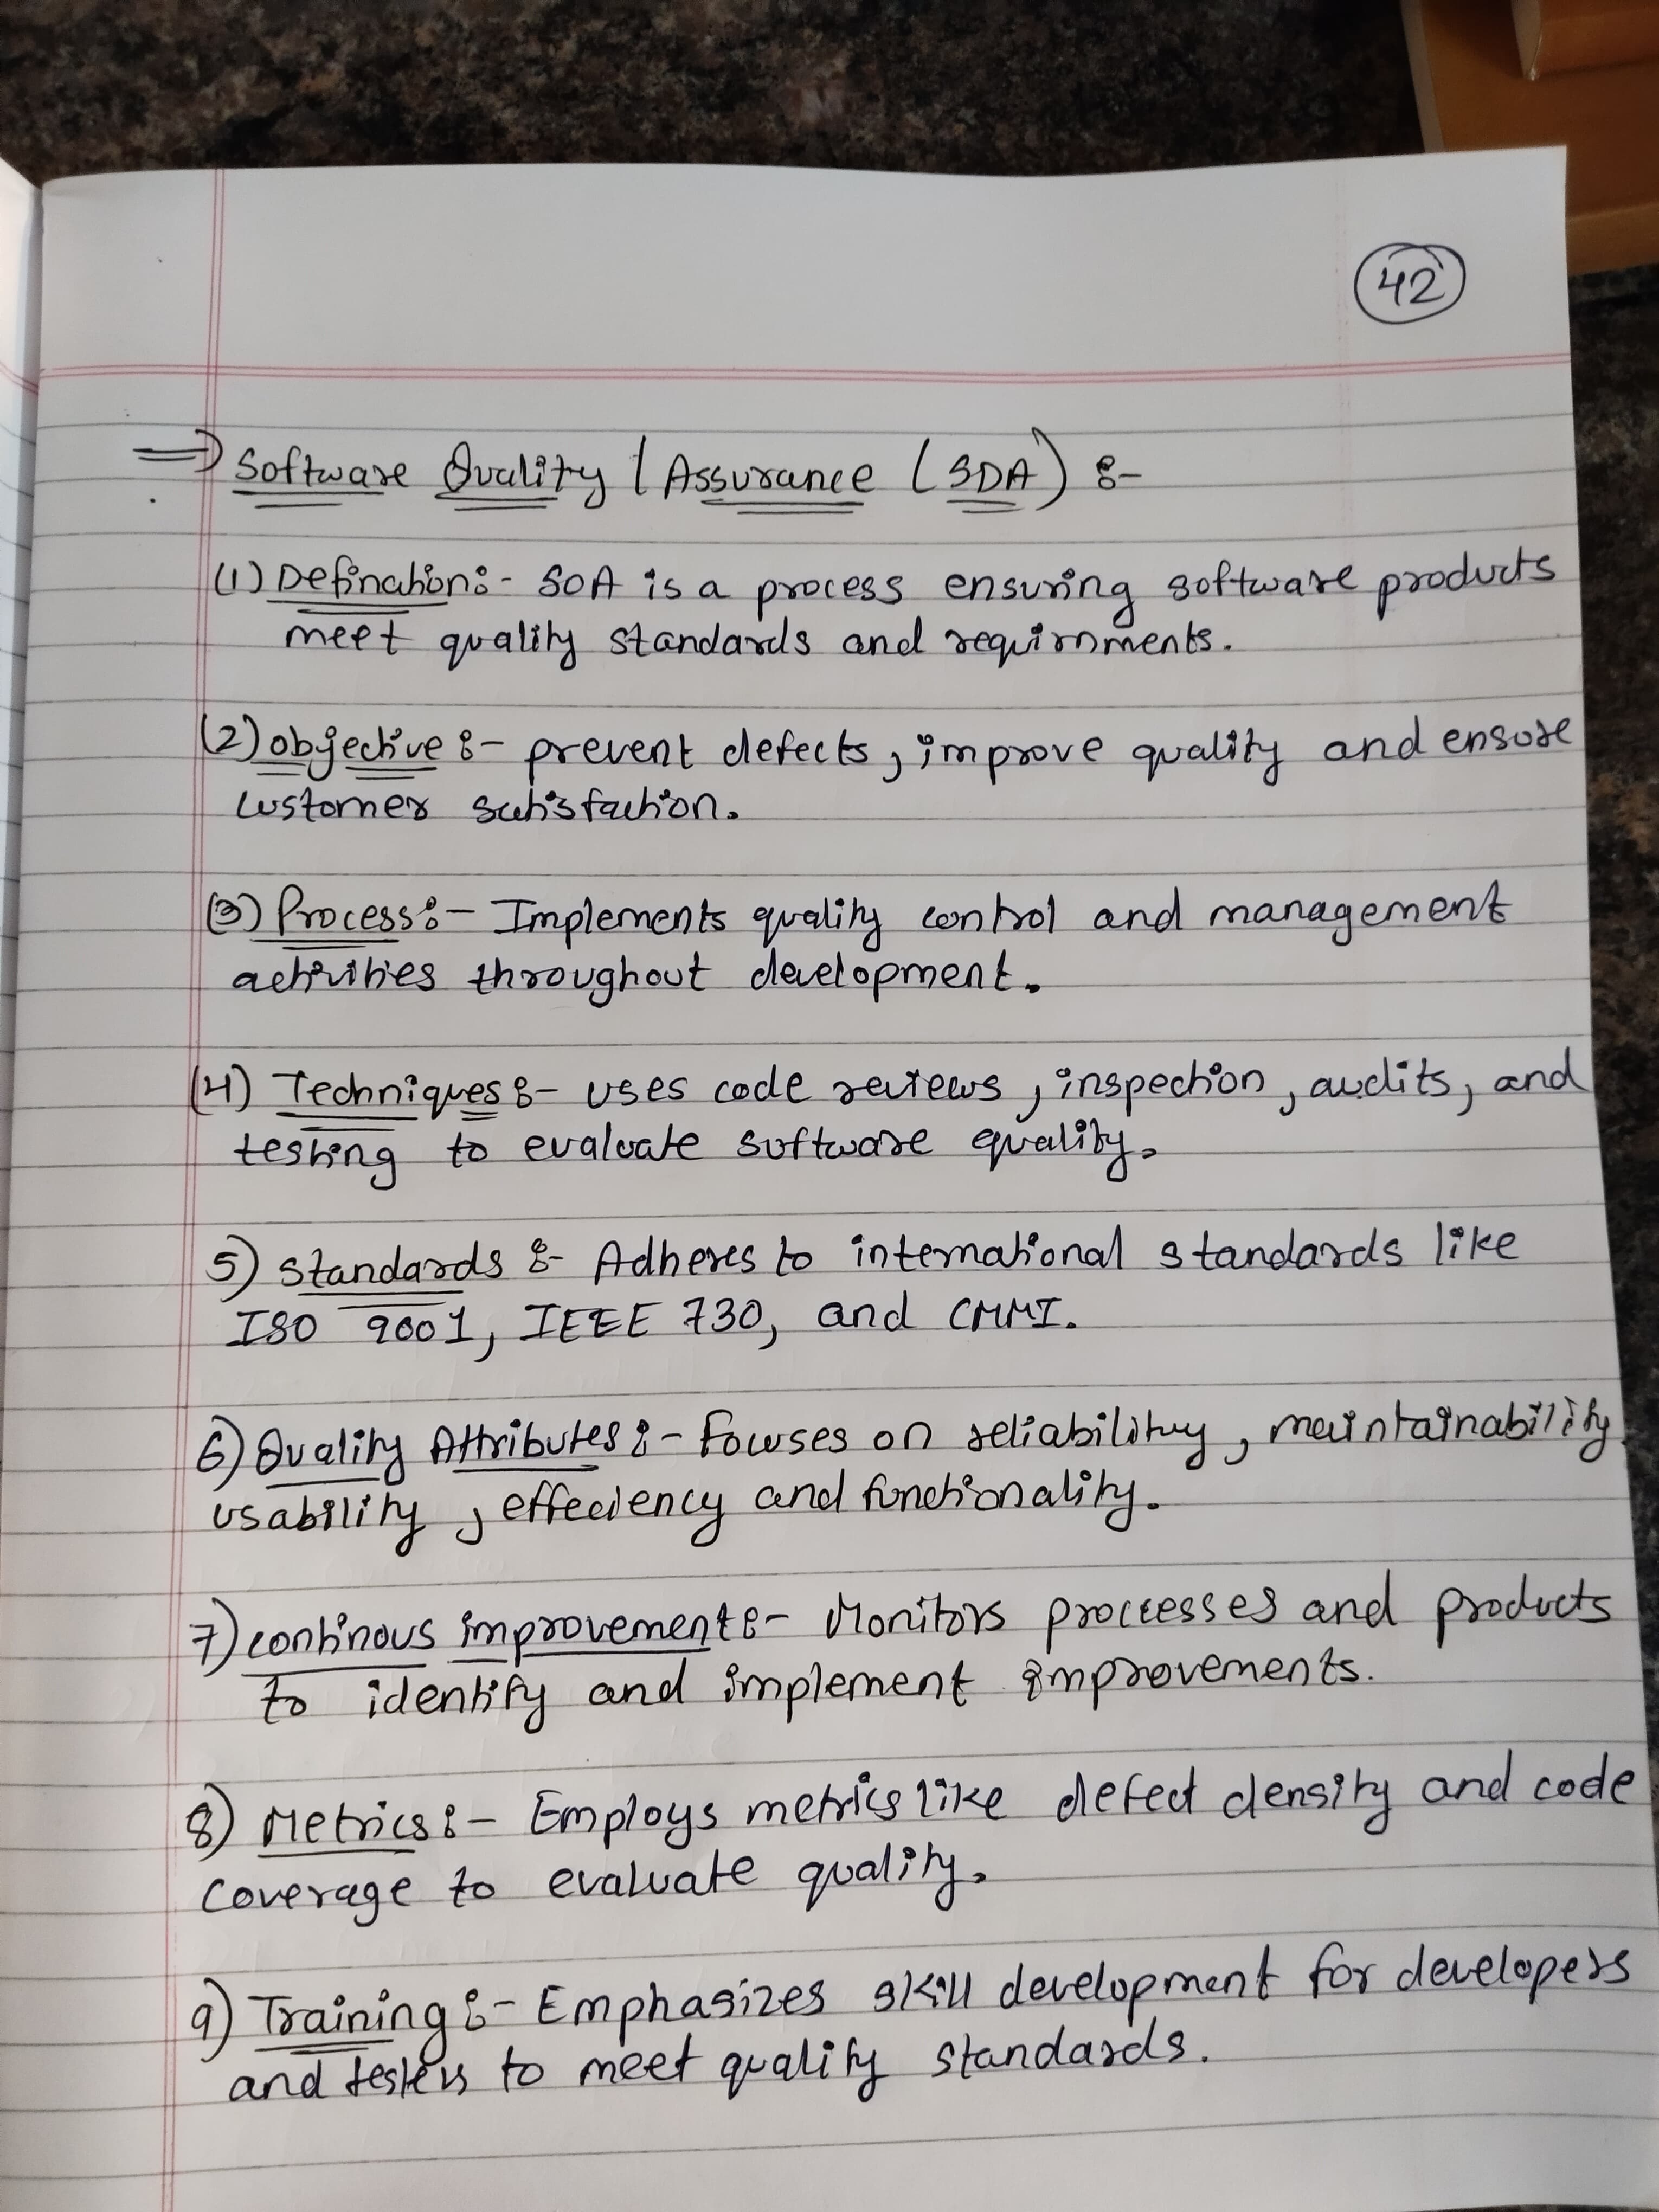 42
=> Software Quality | Assurance (SQA) :-
(1) Defination:- SQA is a process ensuring software products
meet quality standards and requirnments.
(2) objective :- prevent defects, improve quality and ensure
customer satisfaction.
(3) Process:- Implements quality control and management
activities throughout development.
(4) Techniques :- uses code reviews, inspection, audits, and
testing to evaluate software quality.
5) standards :- Adheres to international standards like
ISO 9001, IEEE 730, and CMMI.
6) Quality Attributes :- Focuses on reliability, maintainability
usability, effeciency and functionality.
7) continous improvement :- Monitors proccesses and products
to identify and implement improvements.
8) Metrics :- Employs metrics like defect density and code
coverage to evaluate quality.
9) Training :- Emphasizes skill development for developers
and testers to meet quality standards.